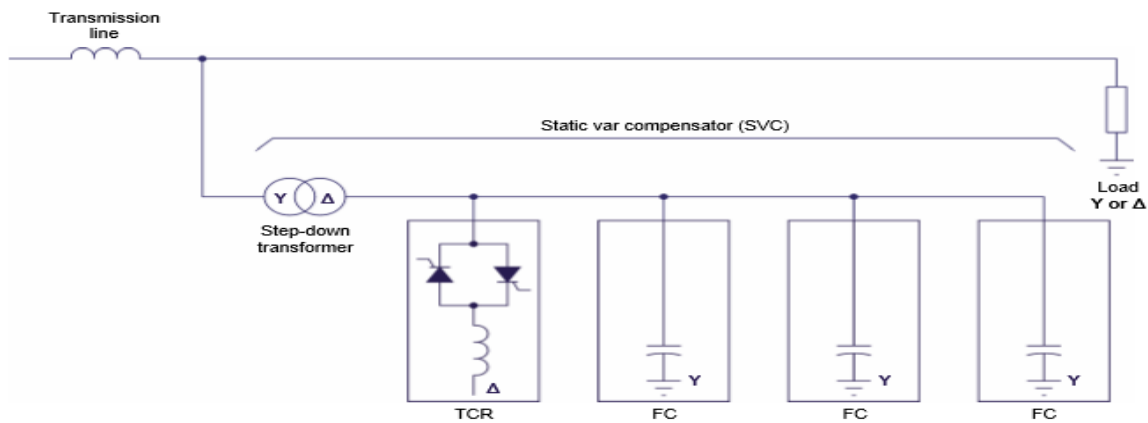 Transmission
line
Static var compensator (SVC)
Load
Y or Δ
Y Δ
Step-down
transformer
Δ
Y
Y
Y
TCR
FC
FC
FC